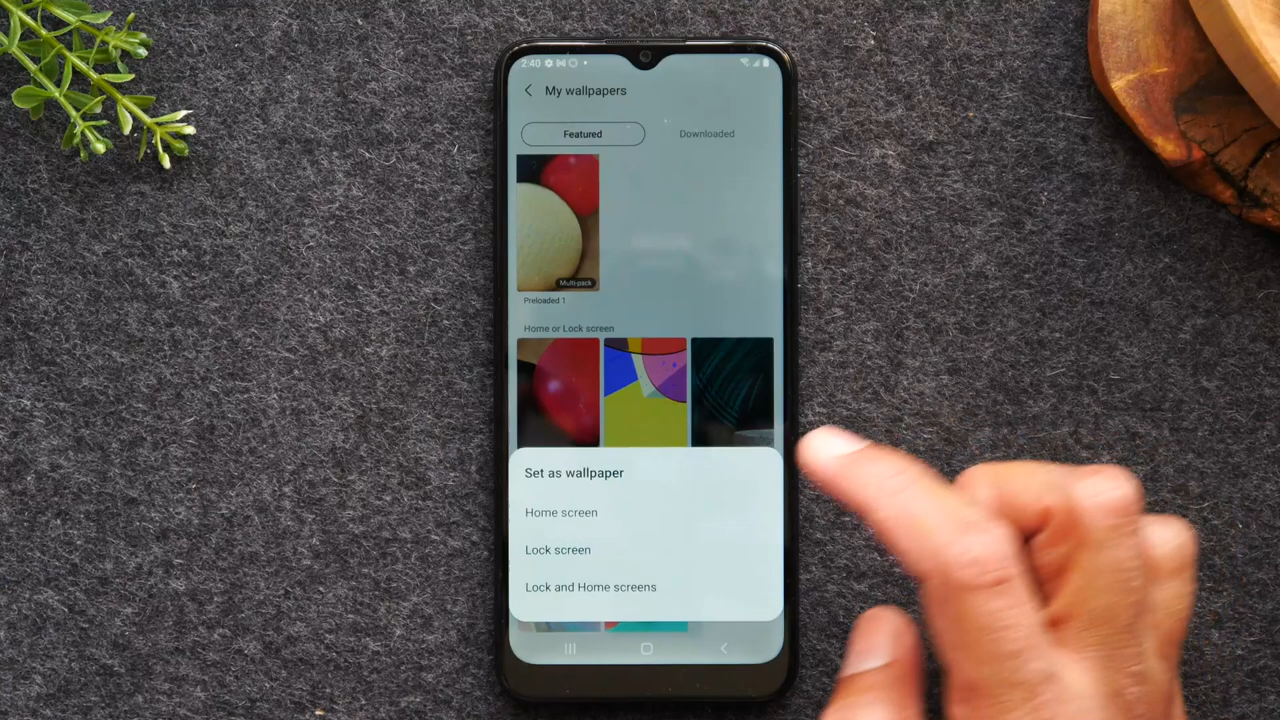 2:40
My wallpapers
Featured
Downloaded
Multi-pack
Preloaded 1
Home or Lock screen
Set as wallpaper
Home screen
Lock screen
Lock and Home screens